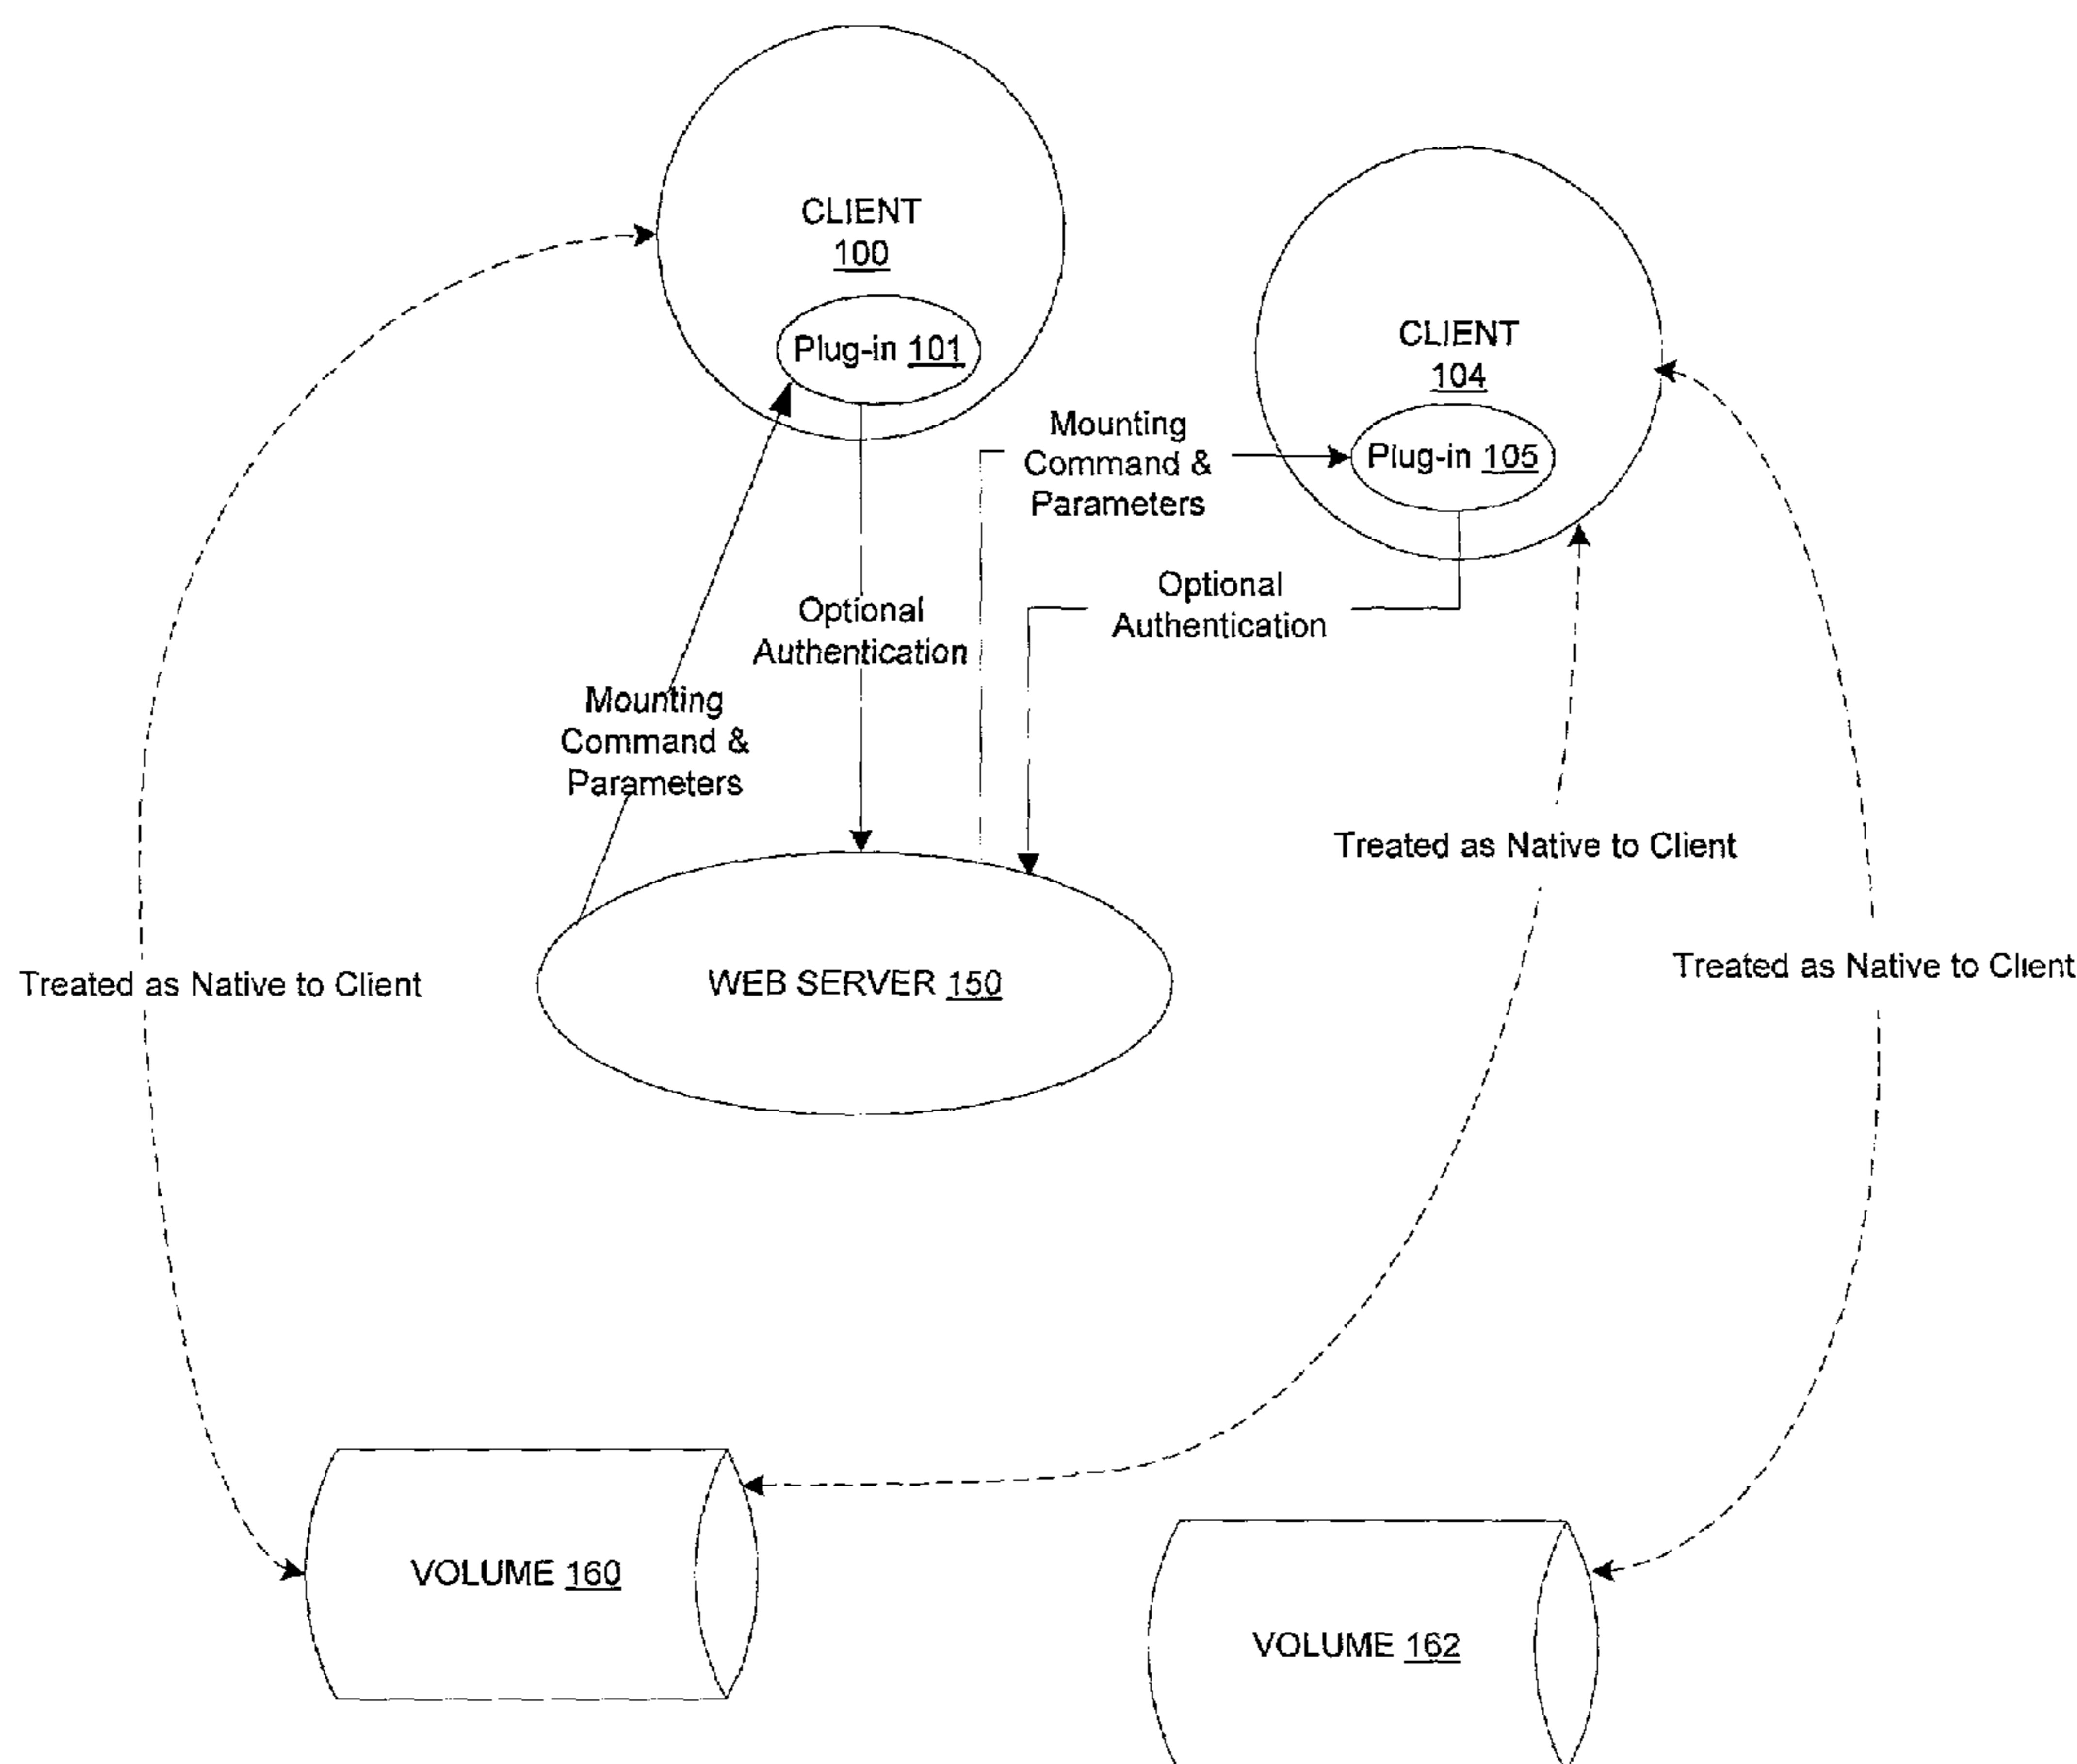 CLIENT
100
Plug-in 101
CLIENT
104
Plug-in 105
Mounting
Command &
Parameters
Optional
Authentication
Optional
Authentication
Mounting
Command &
Parameters
Treated as Native to Client
Treated as Native to Client
Treated as Native to Client
WEB SERVER 150
VOLUME 160
VOLUME 162